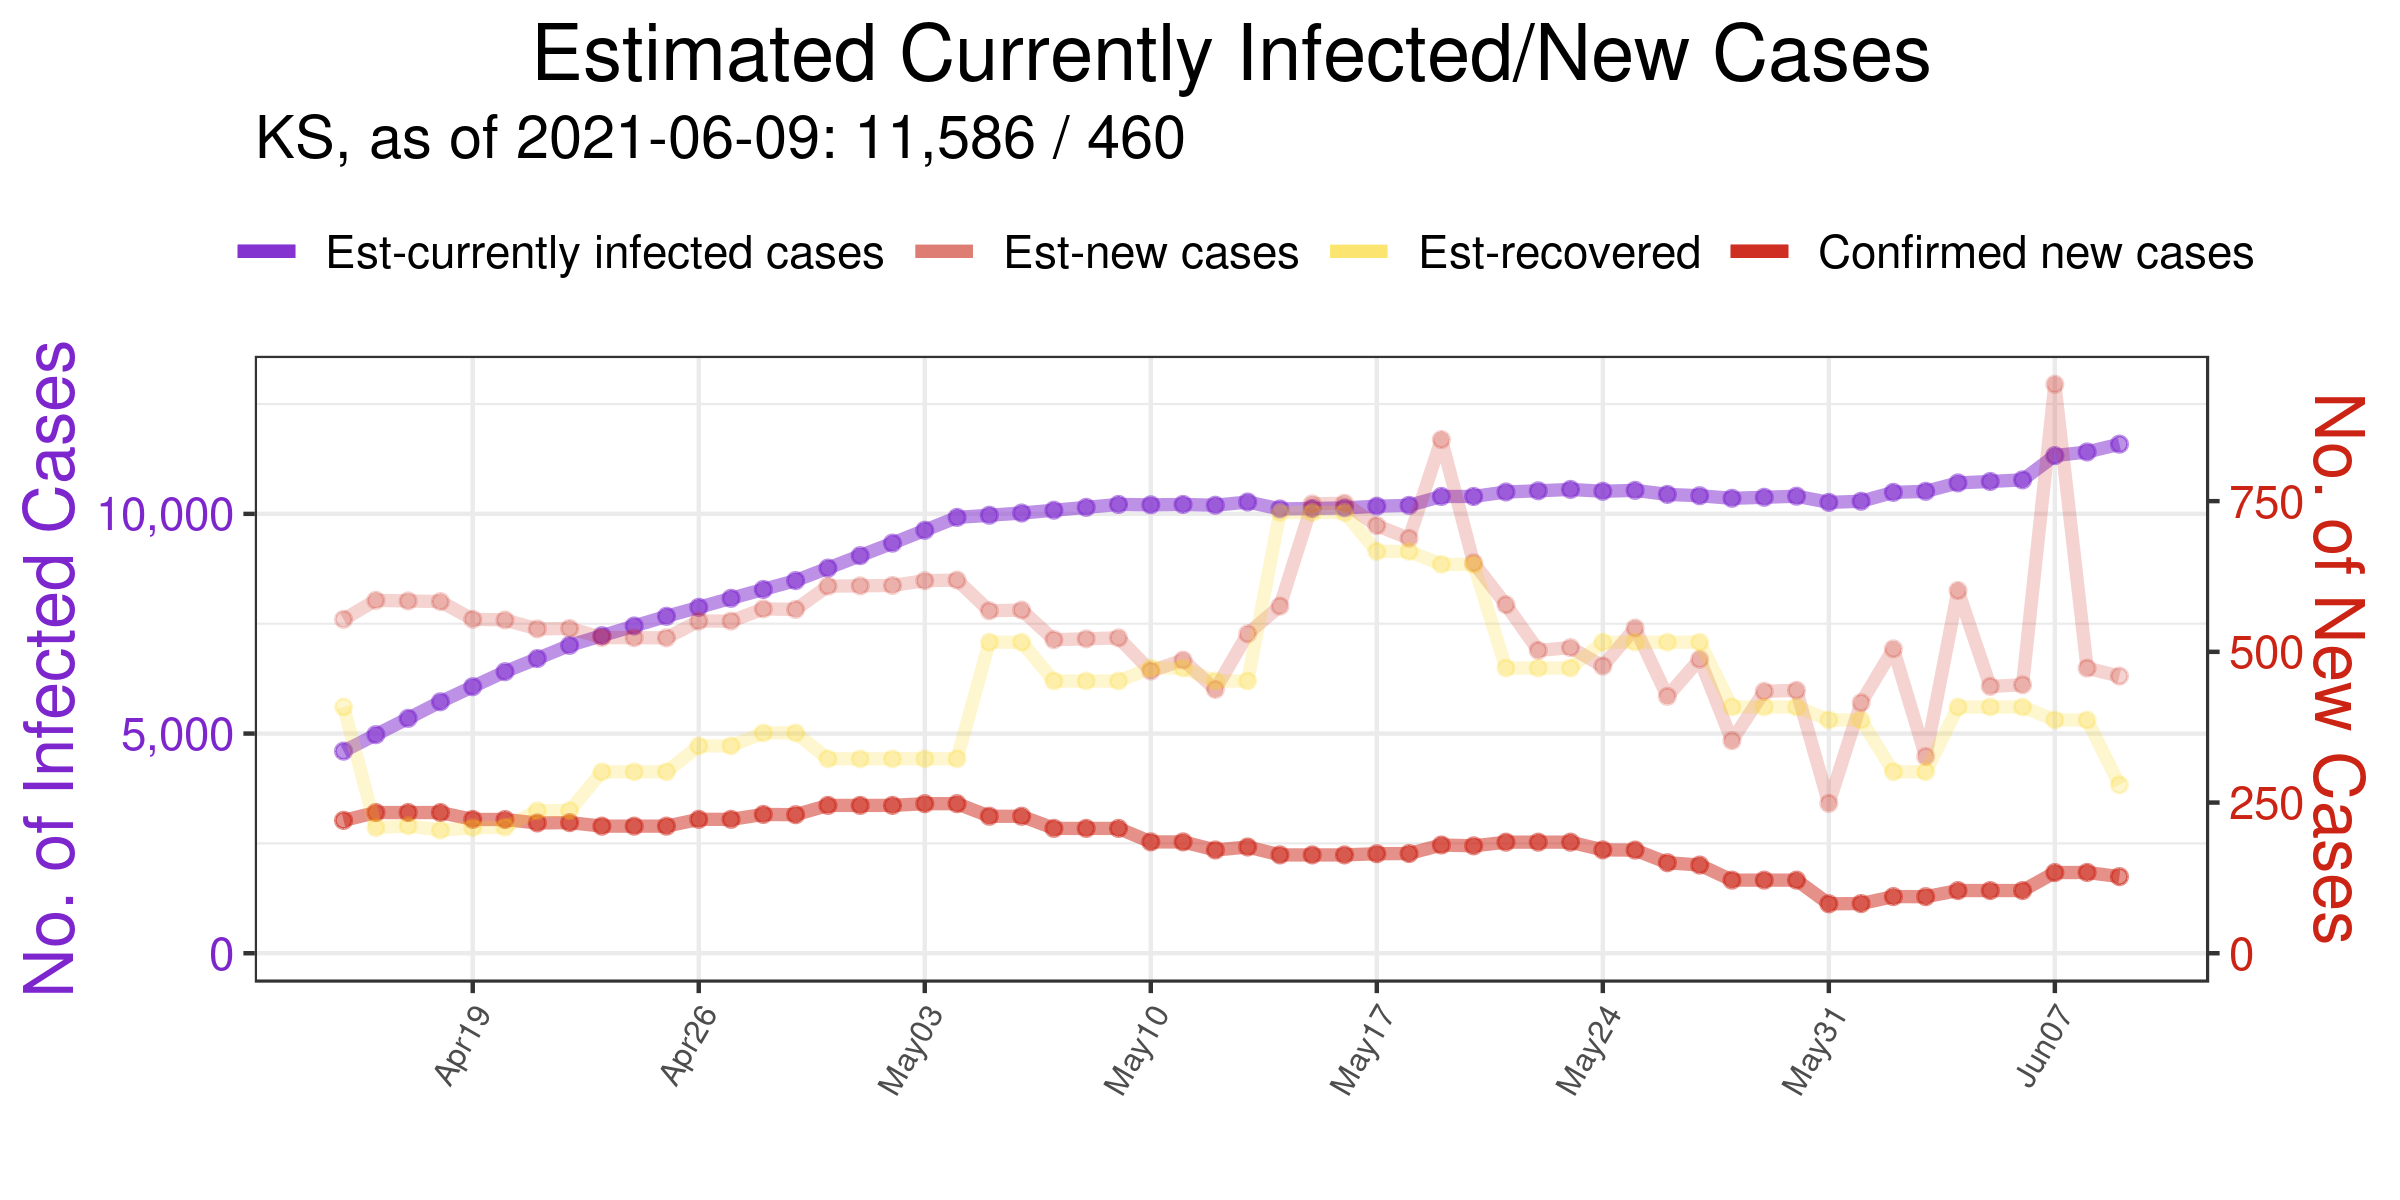 Estimated Currently Infected/New Cases
KS, as of 2021-06-09: 11,586 / 460
Est-currently infected cases Est-new cases Est-recovered Confirmed new cases
No. of Infected Cases
10,000
5,000
0
750
500
250
0
No. of New Cases
Apr19 Apr26 May03 May10 May17 May24 May31 Jun07